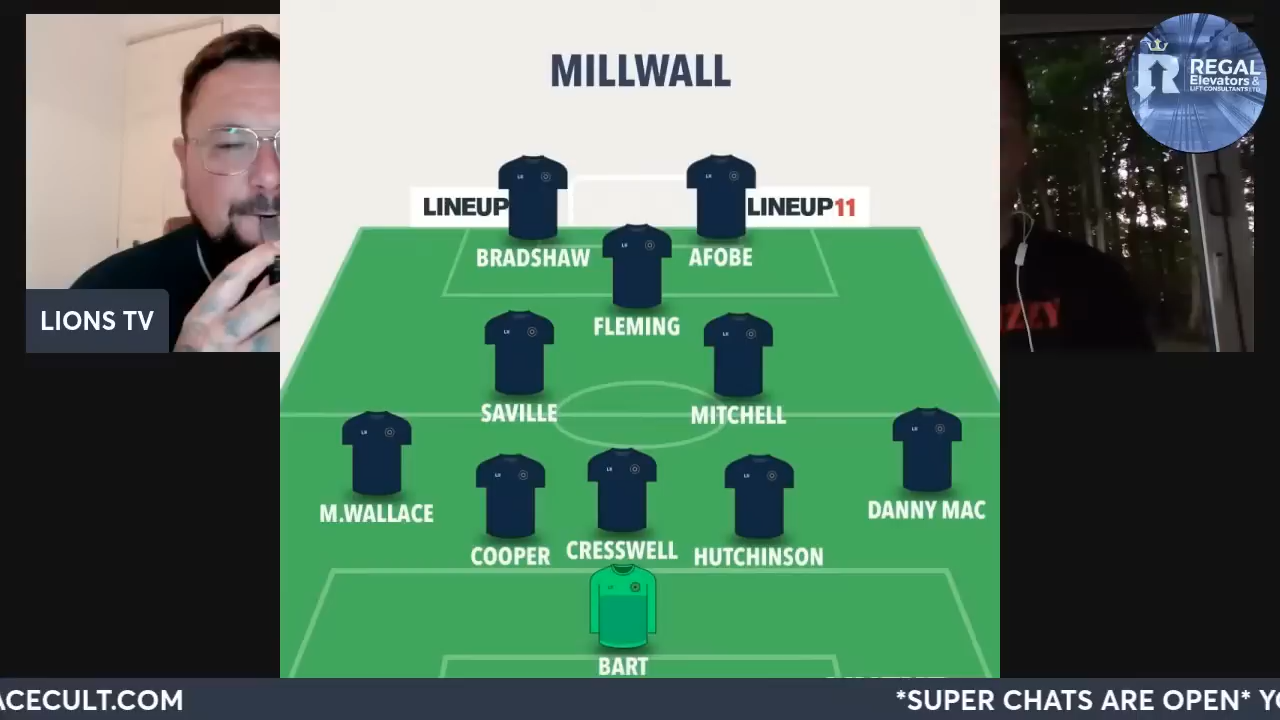 MILLWALL
REGAL
Elevators &
LIFT CONSULTANTS LTD
LINEUP
LINEUP11
BRADSHAW
AFOBE
FLEMING
LIONS TV
SAVILLE
MITCHELL
M.WALLACE
DANNY MAC
COOPER
CRESSWELL
HUTCHINSON
BART
ACECULT.COM
*SUPER CHATS ARE OPEN* YO